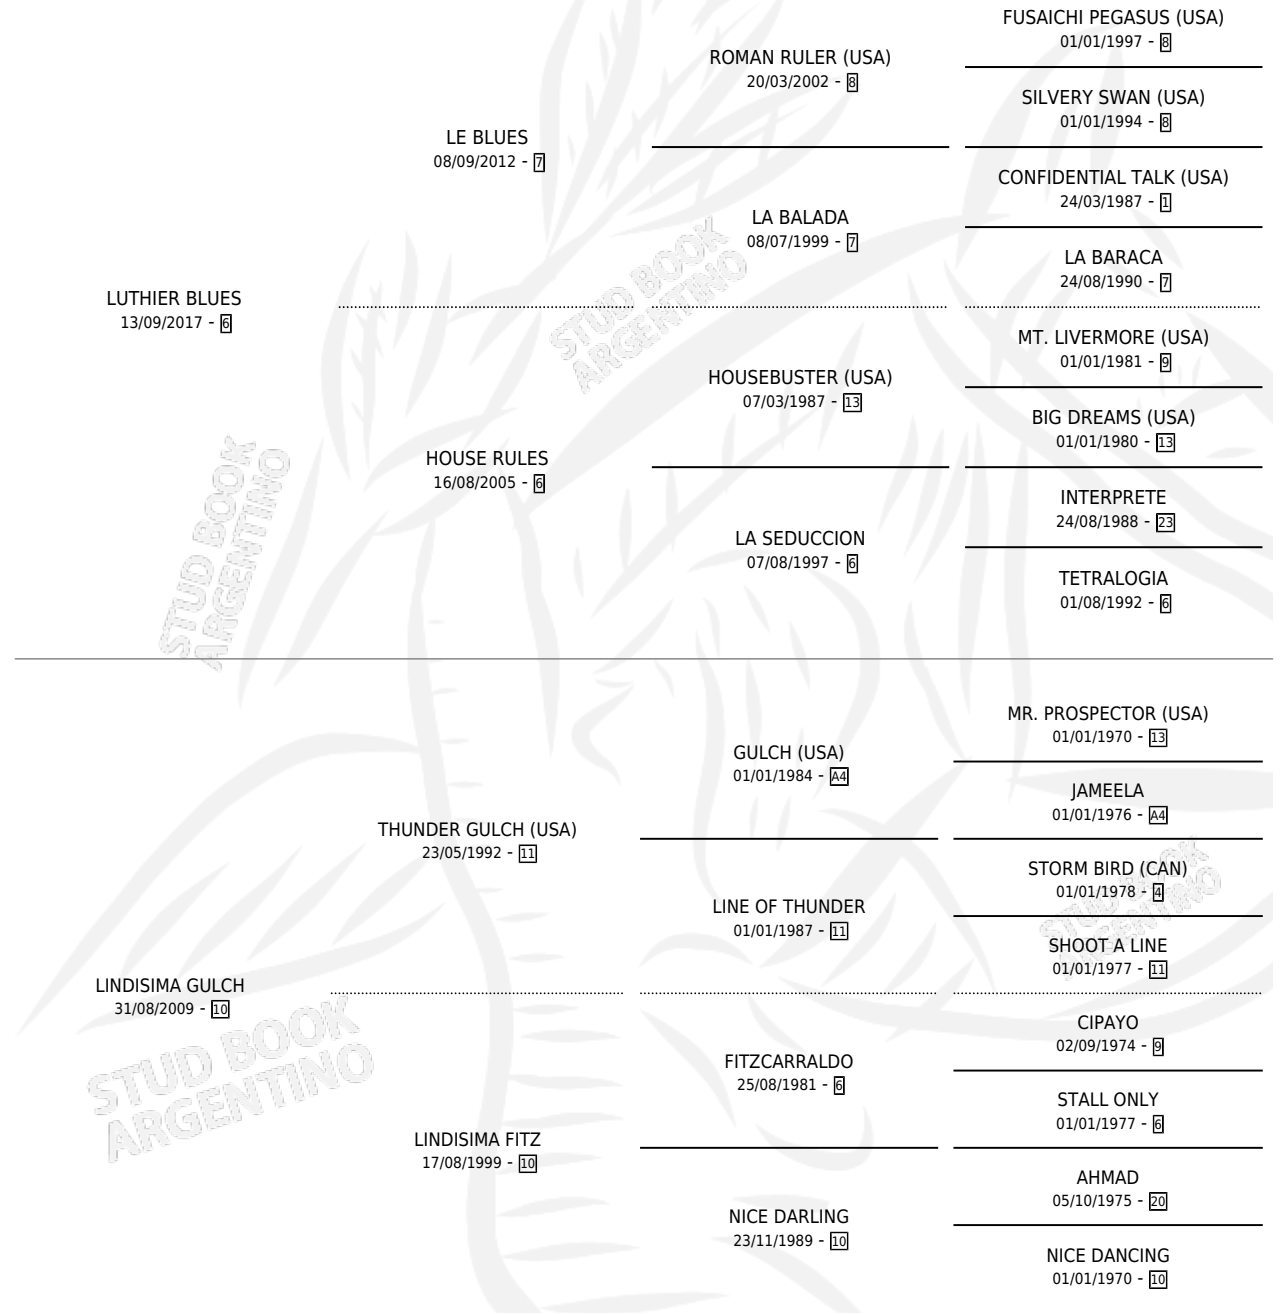 FUSAICHI PEGASUS (USA)
01/01/1997 - 8
ROMAN RULER (USA)
20/03/2002 - 8
SILVERY SWAN (USA)
01/01/1994 - 8
LE BLUES
08/09/2012 - 7
CONFIDENTIAL TALK (USA)
24/03/1987 - 1
LA BALADA
08/07/1999 - 7
LA BARACA
24/08/1990 - 7
LUTHIER BLUES
13/09/2017 - 6
STUD BOOK
ARGENTINO
MT. LIVERMORE (USA)
01/01/1981 - 9
HOUSEBUSTER (USA)
07/03/1987 - 13
BIG DREAMS (USA)
01/01/1980 - 13
HOUSE RULES
16/08/2005 - 6
INTERPRETE
24/08/1988 - 23
LA SEDUCCION
07/08/1997 - 6
TETRALOGIA
01/08/1992 - 6
STUD BOOK
ARGENTINO
MR. PROSPECTOR (USA)
01/01/1970 - 13
GULCH (USA)
01/01/1984 - A4
JAMEELA
01/01/1976 - A4
THUNDER GULCH (USA)
23/05/1992 - 11
STORM BIRD (CAN)
01/01/1978 - 4
LINE OF THUNDER
01/01/1987 - 11
SHOOT A LINE
01/01/1977 - 11
STUD BOOK
ARGENTINO
LINDISIMA GULCH
31/08/2009 - 10
STUD BOOK
ARGENTINO
CIPAYO
02/09/1974 - 9
FITZCARRALDO
25/08/1981 - 6
STALL ONLY
01/01/1977 - 6
LINDISIMA FITZ
17/08/1999 - 10
AHMAD
05/10/1975 - 20
NICE DARLING
23/11/1989 - 10
NICE DANCING
01/01/1970 - 10